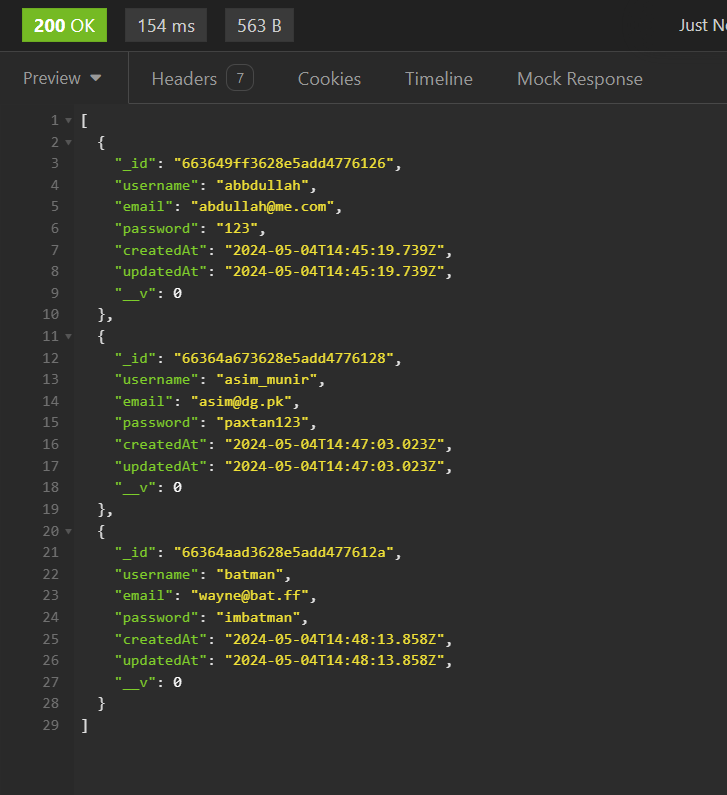 200 OK 154 ms 563 B Just N
Preview Headers 7 Cookies Timeline Mock Response
1 [
2 {
3 "_id": "663649ff3628e5add4776126",
4 "username": "abbdullah",
5 "email": "abdullah@me.com",
6 "password": "123",
7 "createdAt": "2024-05-04T14:45:19.739Z",
8 "updatedAt": "2024-05-04T14:45:19.739Z",
9 "__v": 0
10 },
11 {
12 "_id": "66364a673628e5add4776128",
13 "username": "asim_munir",
14 "email": "asim@dg.pk",
15 "password": "paxtan123",
16 "createdAt": "2024-05-04T14:47:03.023Z",
17 "updatedAt": "2024-05-04T14:47:03.023Z",
18 "__v": 0
19 },
20 {
21 "_id": "66364aad3628e5add477612a",
22 "username": "batman",
23 "email": "wayne@bat.ff",
24 "password": "imbatman",
25 "createdAt": "2024-05-04T14:48:13.858Z",
26 "updatedAt": "2024-05-04T14:48:13.858Z",
27 "__v": 0
28 }
29 ]